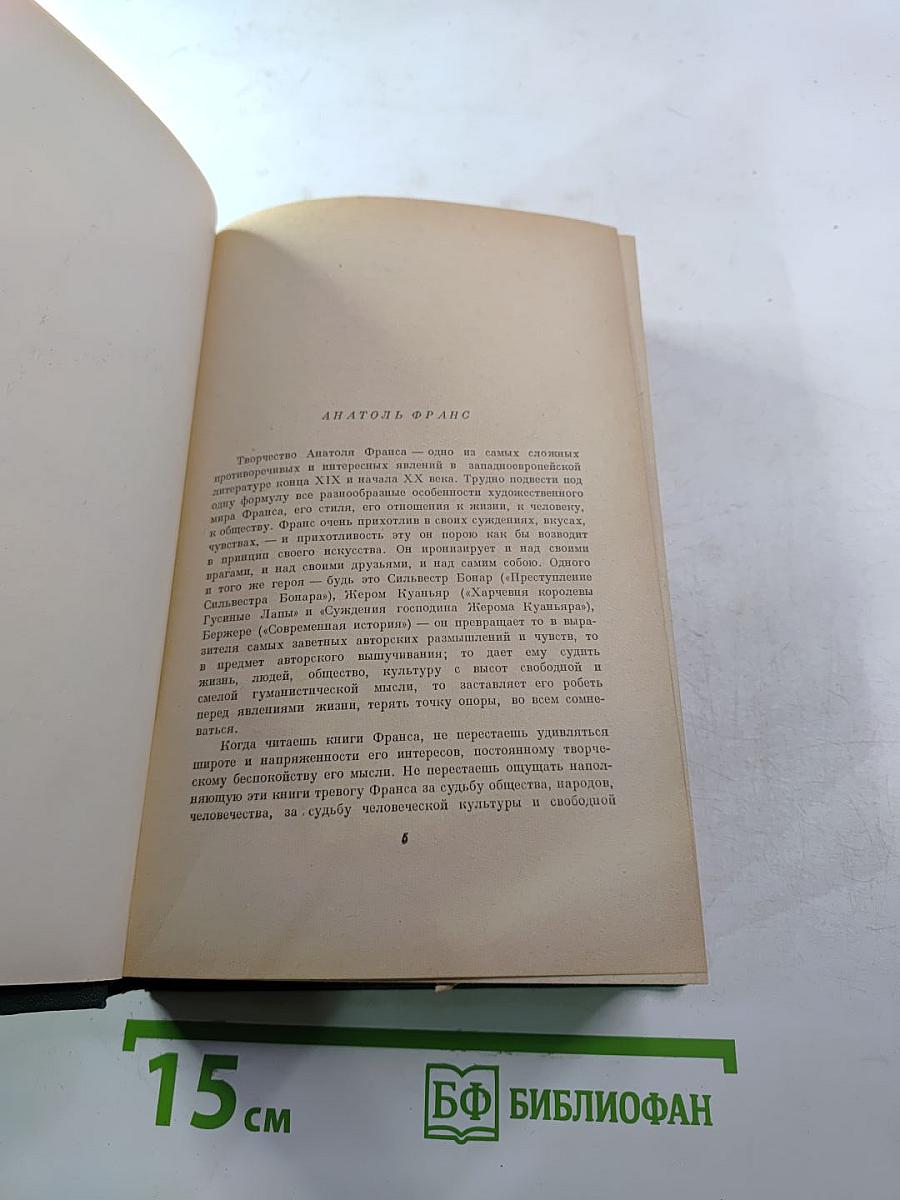 АНАТОЛЬ ФРАНС
Творчество Анатоля Франса — одно из самых сложных
противоречивых и интересных явлений в западноевропейской
литературе конца XIX и начала XX века. Трудно подвести под
одну формулу все разнообразные особенности художественного
мира Франса, его стиля, его отношения к жизни, к человеку,
к обществу. Франс очень прихотлив в своих суждениях, вкусах,
чувствах, — и прихотливость эту он порою как бы возводит
в принцип своего искусства. Он иронизирует и над своими
врагами, и над своими друзьями, и над самим собою. Одного
и того же героя — будь это Сильвестр Бонар («Преступление
Сильвестра Бонара»), Жером Куаньяр («Харчевня королевы
Гусиные Лапы» и «Суждения господина Жерома Куаньяра»),
Бержере («Современная история») — он превращает то в выра-
зителя самых заветных авторских размышлений и чувств, то
в предмет авторского вышучивания; то дает ему судить
жизнь, людей, общество, культуру с высот свободной и
смелой гуманистической мысли, то заставляет его робеть
перед явлениями жизни, терять точку опоры, во всем сомне-
ваться.
Когда читаешь книги Франса, не перестаешь удивляться
широте и напряженности его интересов, постоянному творче-
скому беспокойству его мысли. Не перестаешь ощущать напол-
няющую эти книги тревогу Франса за судьбу общества, народов,
человечества, за судьбу человеческой культуры и свободной
5
15 см
БФ БИБЛИОФАН